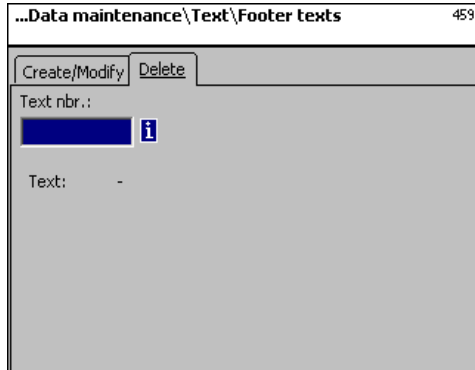 ...Data maintenance\Text\Footer texts 459
Create/Modify Delete
Text nbr.:
i
Text: -